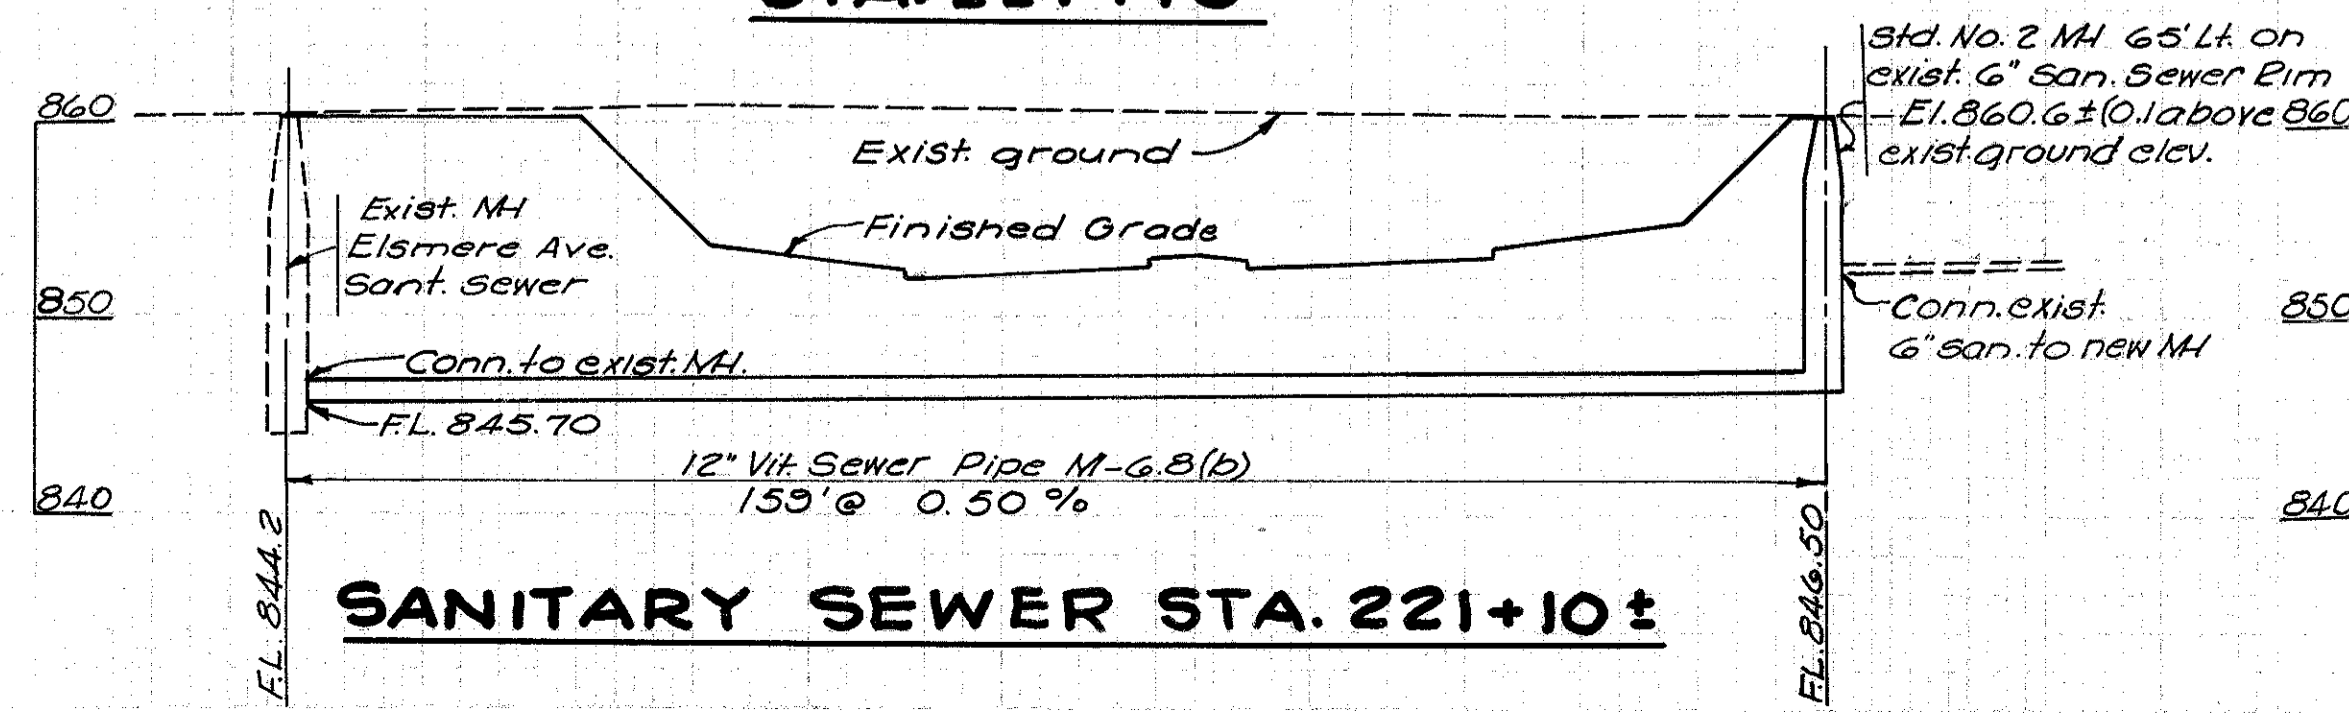 Std. No. 2 MH 65' Lt. on
exist. 6" San. Sewer Rim
El. 860.6 ± (0.1 above
exist ground elev.
860
860
Exist. ground
Exist. MH
Elsmere Ave.
Sant. Sewer
Finished Grade
850
850
Conn. exist.
6" san. to new MH
Conn. to exist. MH.
F.L. 845.70
12" Vit. Sewer Pipe M-6.8(b)
159' @ 0.50 %
840
840
F.L. 844.2
F.L. 846.50
SANITARY SEWER STA. 221+10 ±